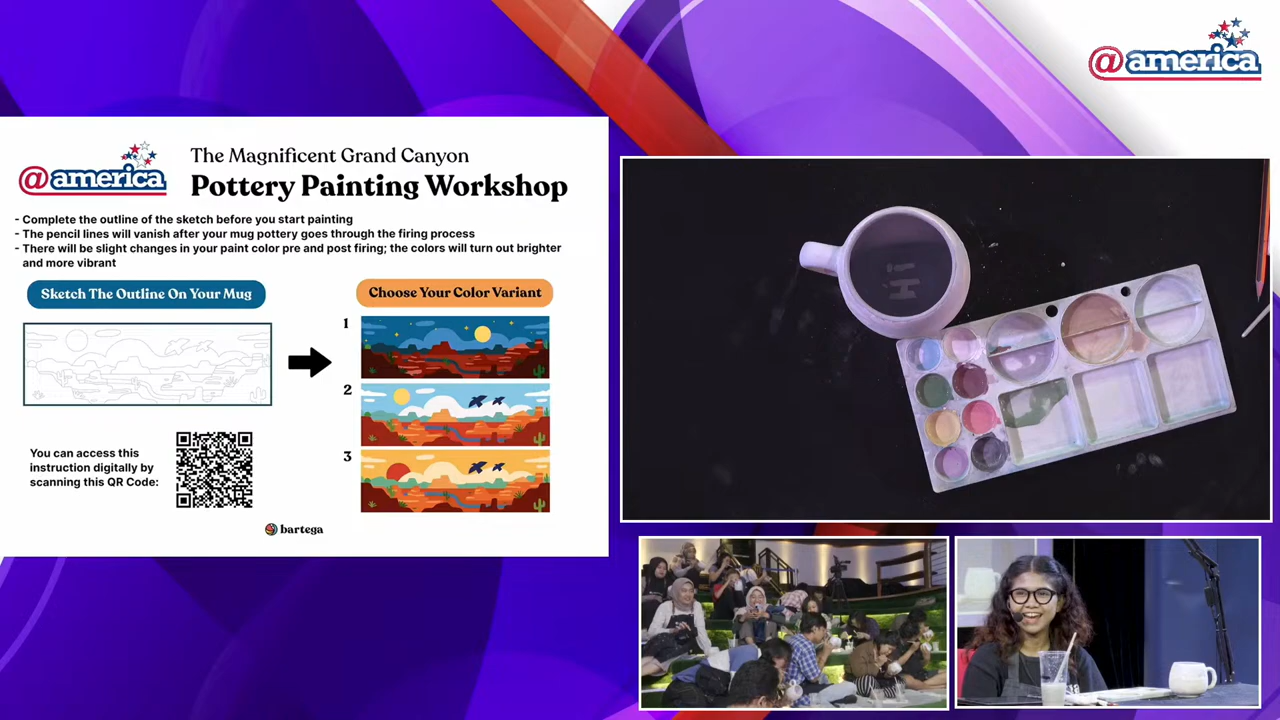 @america
@america
The Magnificent Grand Canyon
Pottery Painting Workshop
- Complete the outline of the sketch before you start painting
- The pencil lines will vanish after your mug pottery goes through the firing process
- There will be slight changes in your paint color pre and post firing; the colors will turn out brighter
and more vibrant
Sketch The Outline On Your Mug
Choose Your Color Variant
1
2
3
You can access this
instruction digitally by
scanning this QR Code:
bartega
HI